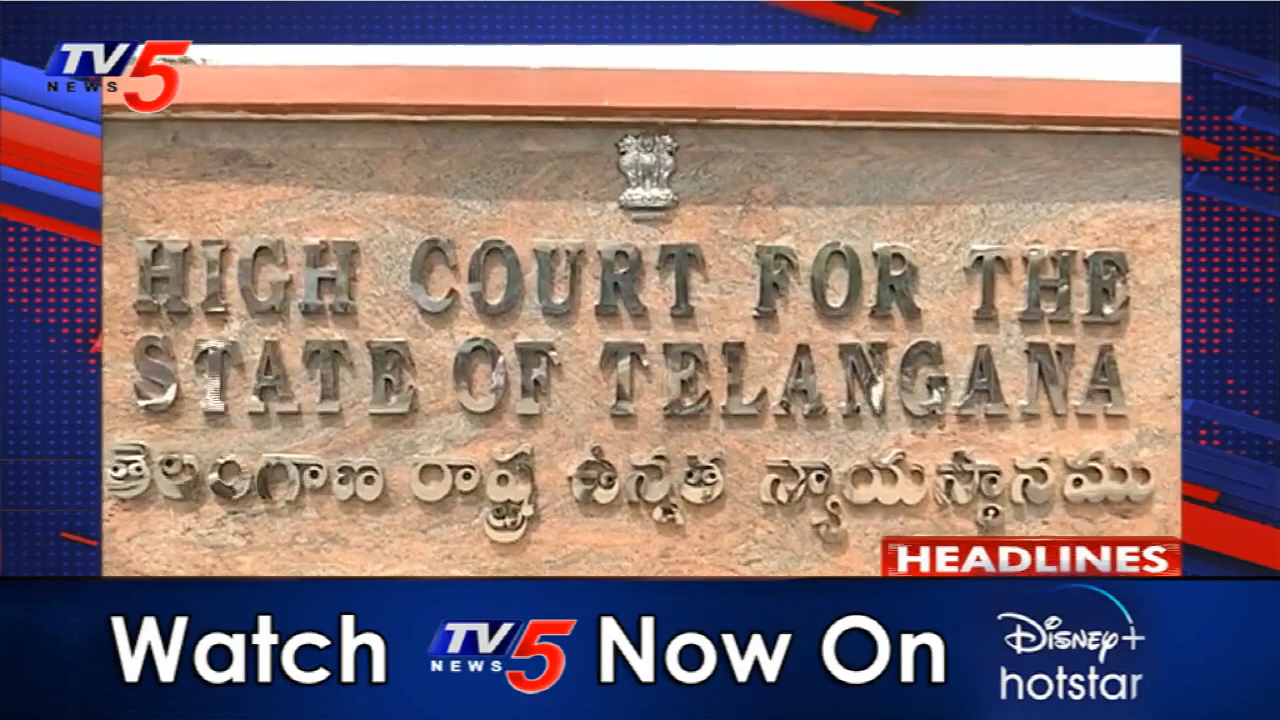 TV5
NEWS
HIGH COURT FOR THE
STATE OF TELANGANA
తెలంగాణ రాష్ట్ర ఉన్నత న్యాయస్థానము
HEADLINES
Watch TV5 NEWS Now On Disney+ hotstar